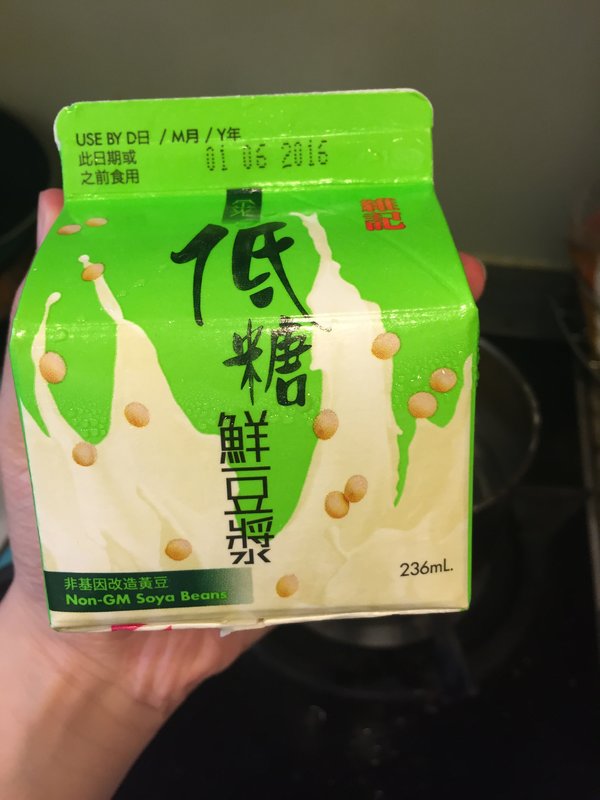 USE BY D日 / M月 / Y年
此日期或
之前食用
01 06 2016
維記
低
糖
鮮豆漿
236mL.
非基因改造黃豆
Non-GM Soya Beans